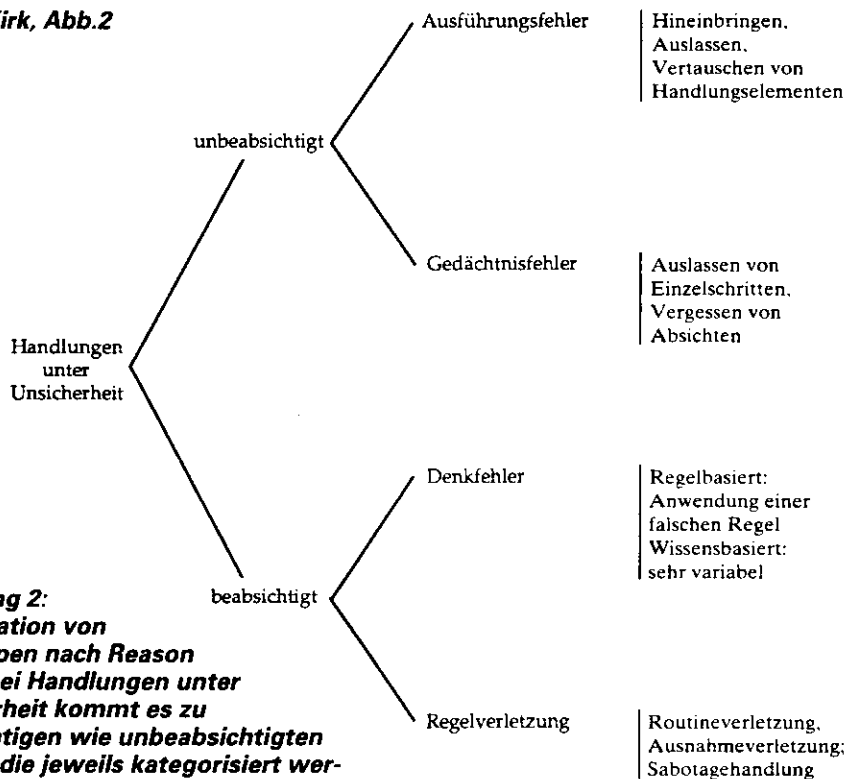 irk, Abb.2
Ausführungsfehler
Hineinbringen,
Auslassen,
Vertauschen von
Handlungselementen
unbeabsichtigt
Gedächtnisfehler
Auslassen von
Einzelschritten,
Vergessen von
Absichten
Handlungen
unter
Unsicherheit
Denkfehler
Regelbasiert:
Anwendung einer
falschen Regel
Wissensbasiert:
sehr variabel
beabsichtigt
Regelverletzung
Routineverletzung,
Ausnahmeverletzung;
Sabotagehandlung
ng 2:
ation von
pen nach Reason
ei Handlungen unter
rheit kommt es zu
tigen wie unbeabsichtigten
die jeweils kategorisiert wer-